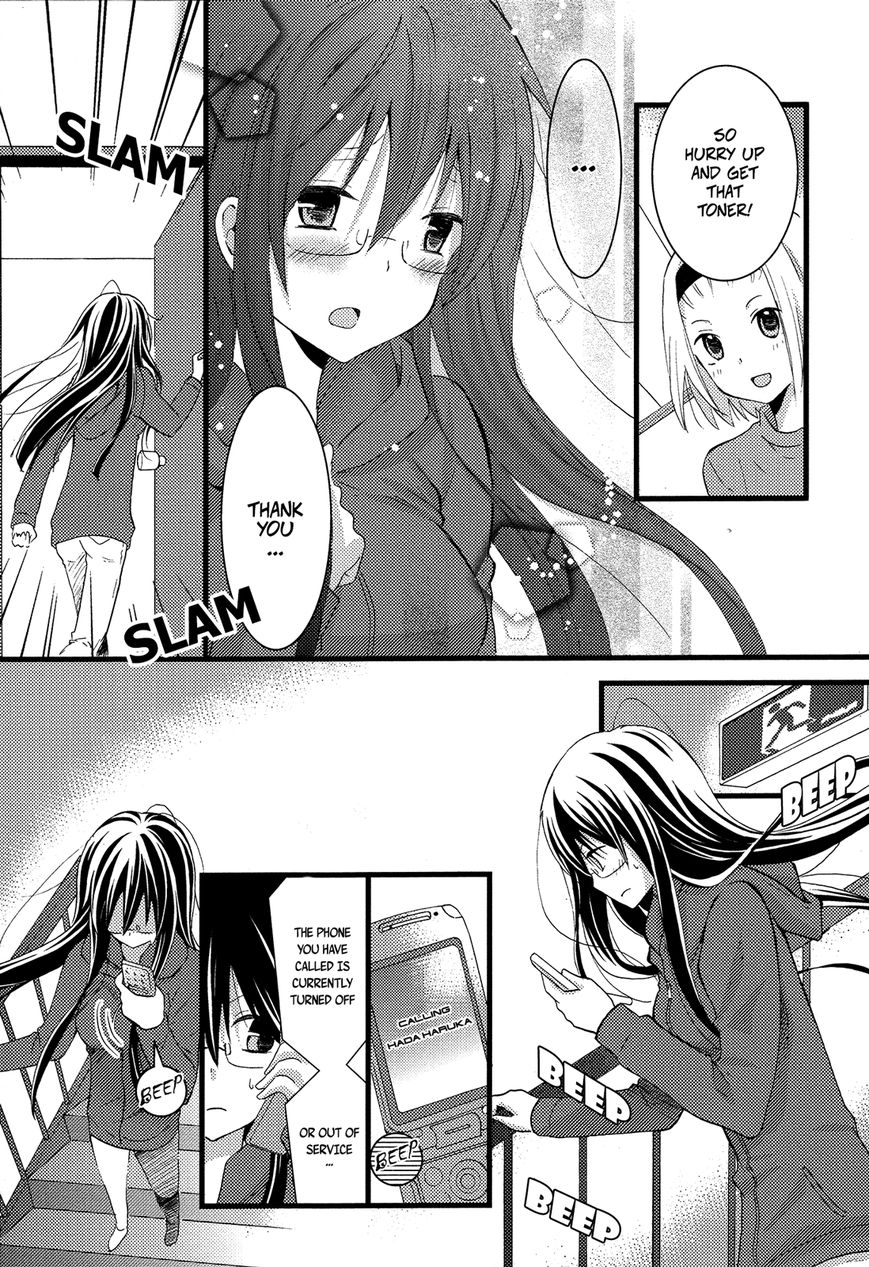 SO
HURRY UP
AND GET
THAT
TONER!
...
THANK
YOU
...
SLAM
SLAM
BEEP
BEEP
BEEP
CALLING
HADA HARUKA
BEEP
THE PHONE
YOU HAVE
CALLED IS
CURRENTLY
TURNED OFF
OR OUT OF
SERVICE
...
BEEP